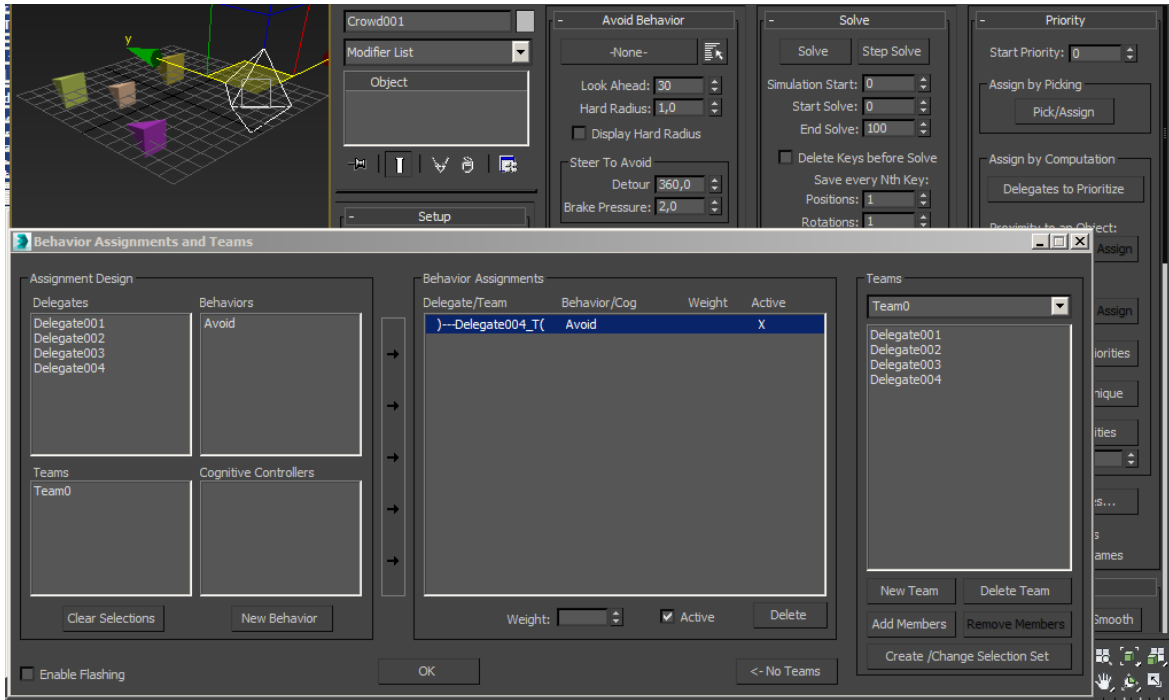 y
Crowd001
Modifier List
Object
- Setup
- Avoid Behavior
-None-
Look Ahead: 30
Hard Radius: 1,0
Display Hard Radius
Steer To Avoid
Detour 360,0
Brake Pressure: 2,0
- Solve
Solve Step Solve
Simulation Start: 0
Start Solve: 0
End Solve: 100
Delete Keys before Solve
Save every Nth Key:
Positions: 1
Rotations: 1
- Priority
Start Priority: 0
Assign by Picking
Pick/Assign
Assign by Computation
Delegates to Prioritize
Proximity to an Object:
Assign
Assign
iorities
nique
ities
s...
s
ames
Smooth
Behavior Assignments and Teams
Assignment Design
Delegates
Delegate001
Delegate002
Delegate003
Delegate004
Behaviors
Avoid
Teams
Team0
Cognitive Controllers
Clear Selections New Behavior
Enable Flashing
Behavior Assignments
Delegate/Team Behavior/Cog Weight Active
)---Delegate004_T( Avoid X
Weight: Active Delete
OK <- No Teams
Teams
Team0
Delegate001
Delegate002
Delegate003
Delegate004
New Team Delete Team
Add Members Remove Members
Create /Change Selection Set